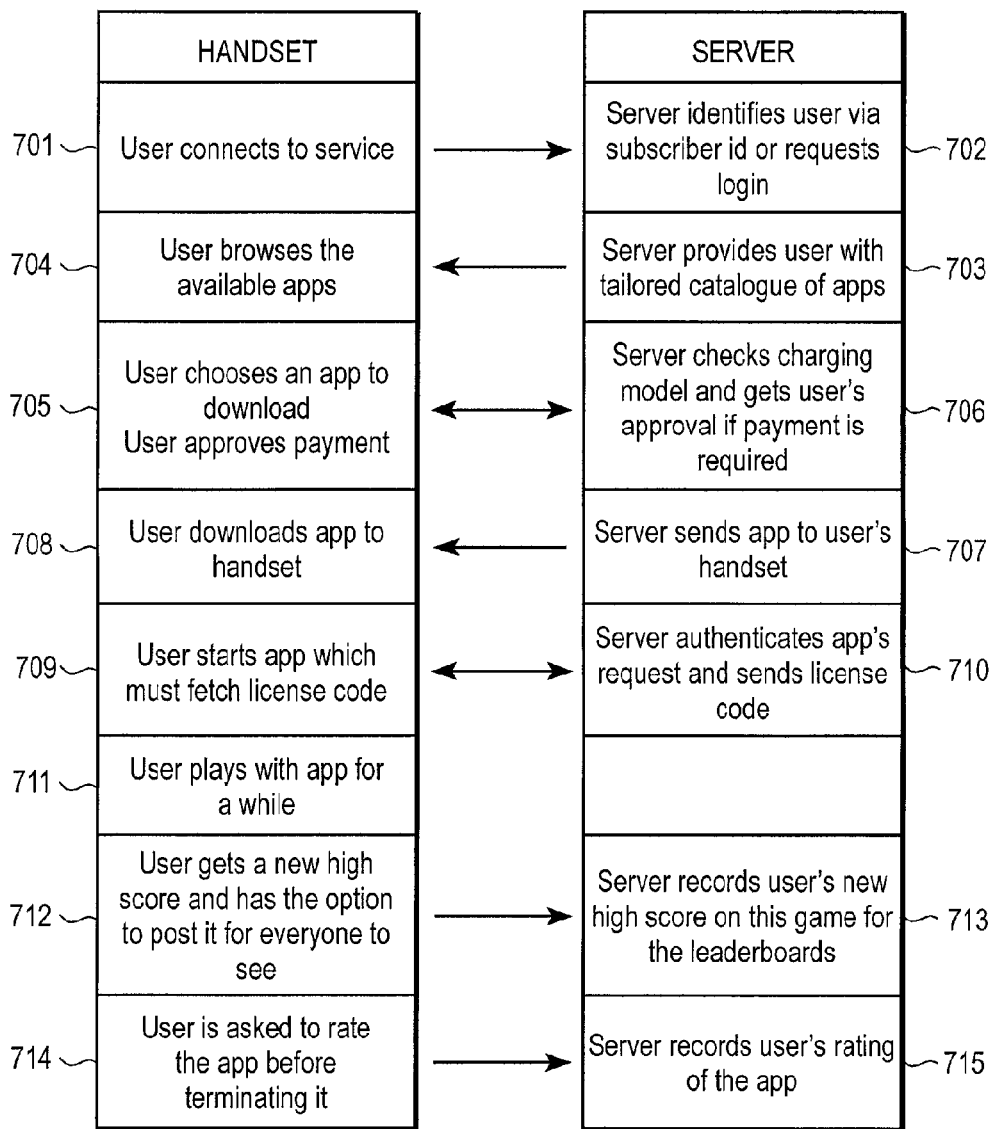 HANDSET
SERVER
701
User connects to service
Server identifies user via
subscriber id or requests
login
702
704
User browses the
available apps
Server provides user with
tailored catalogue of apps
703
705
User chooses an app to
download
User approves payment
Server checks charging
model and gets user's
approval if payment is
required
706
708
User downloads app to
handset
Server sends app to user's
handset
707
709
User starts app which
must fetch license code
Server authenticates app's
request and sends license
code
710
711
User plays with app for
a while
712
User gets a new high
score and has the option
to post it for everyone to
see
Server records user's new
high score on this game for
the leaderboards
713
714
User is asked to rate
the app before
terminating it
Server records user's rating
of the app
715